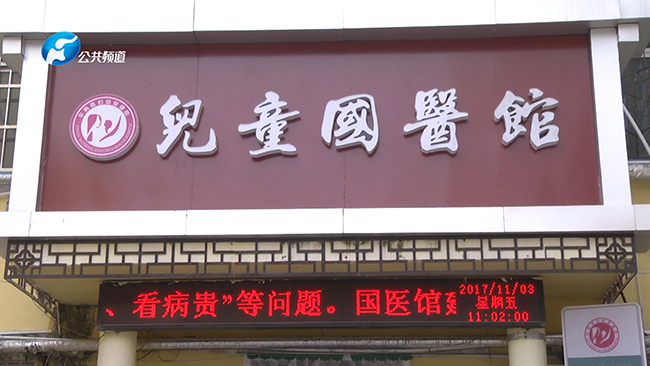 公共频道
兒童國醫館
、看病贵”等问题。国医馆
2017/11/03
星期五
11:02:00